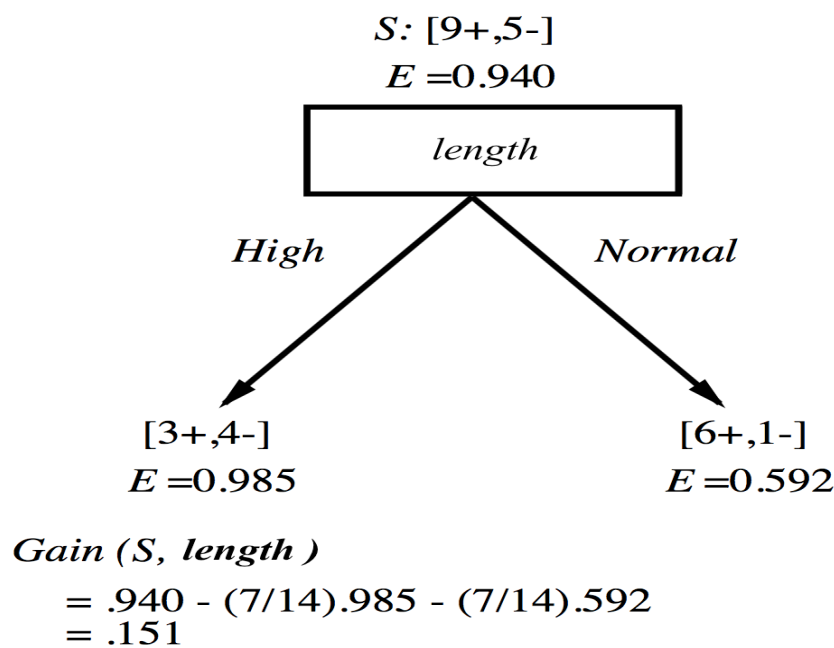 S: [9+,5-]
E =0.940
length
High
Normal
[3+,4-]
E =0.985
[6+,1-]
E =0.592
Gain (S, length )
= .940 - (7/14).985 - (7/14).592
= .151